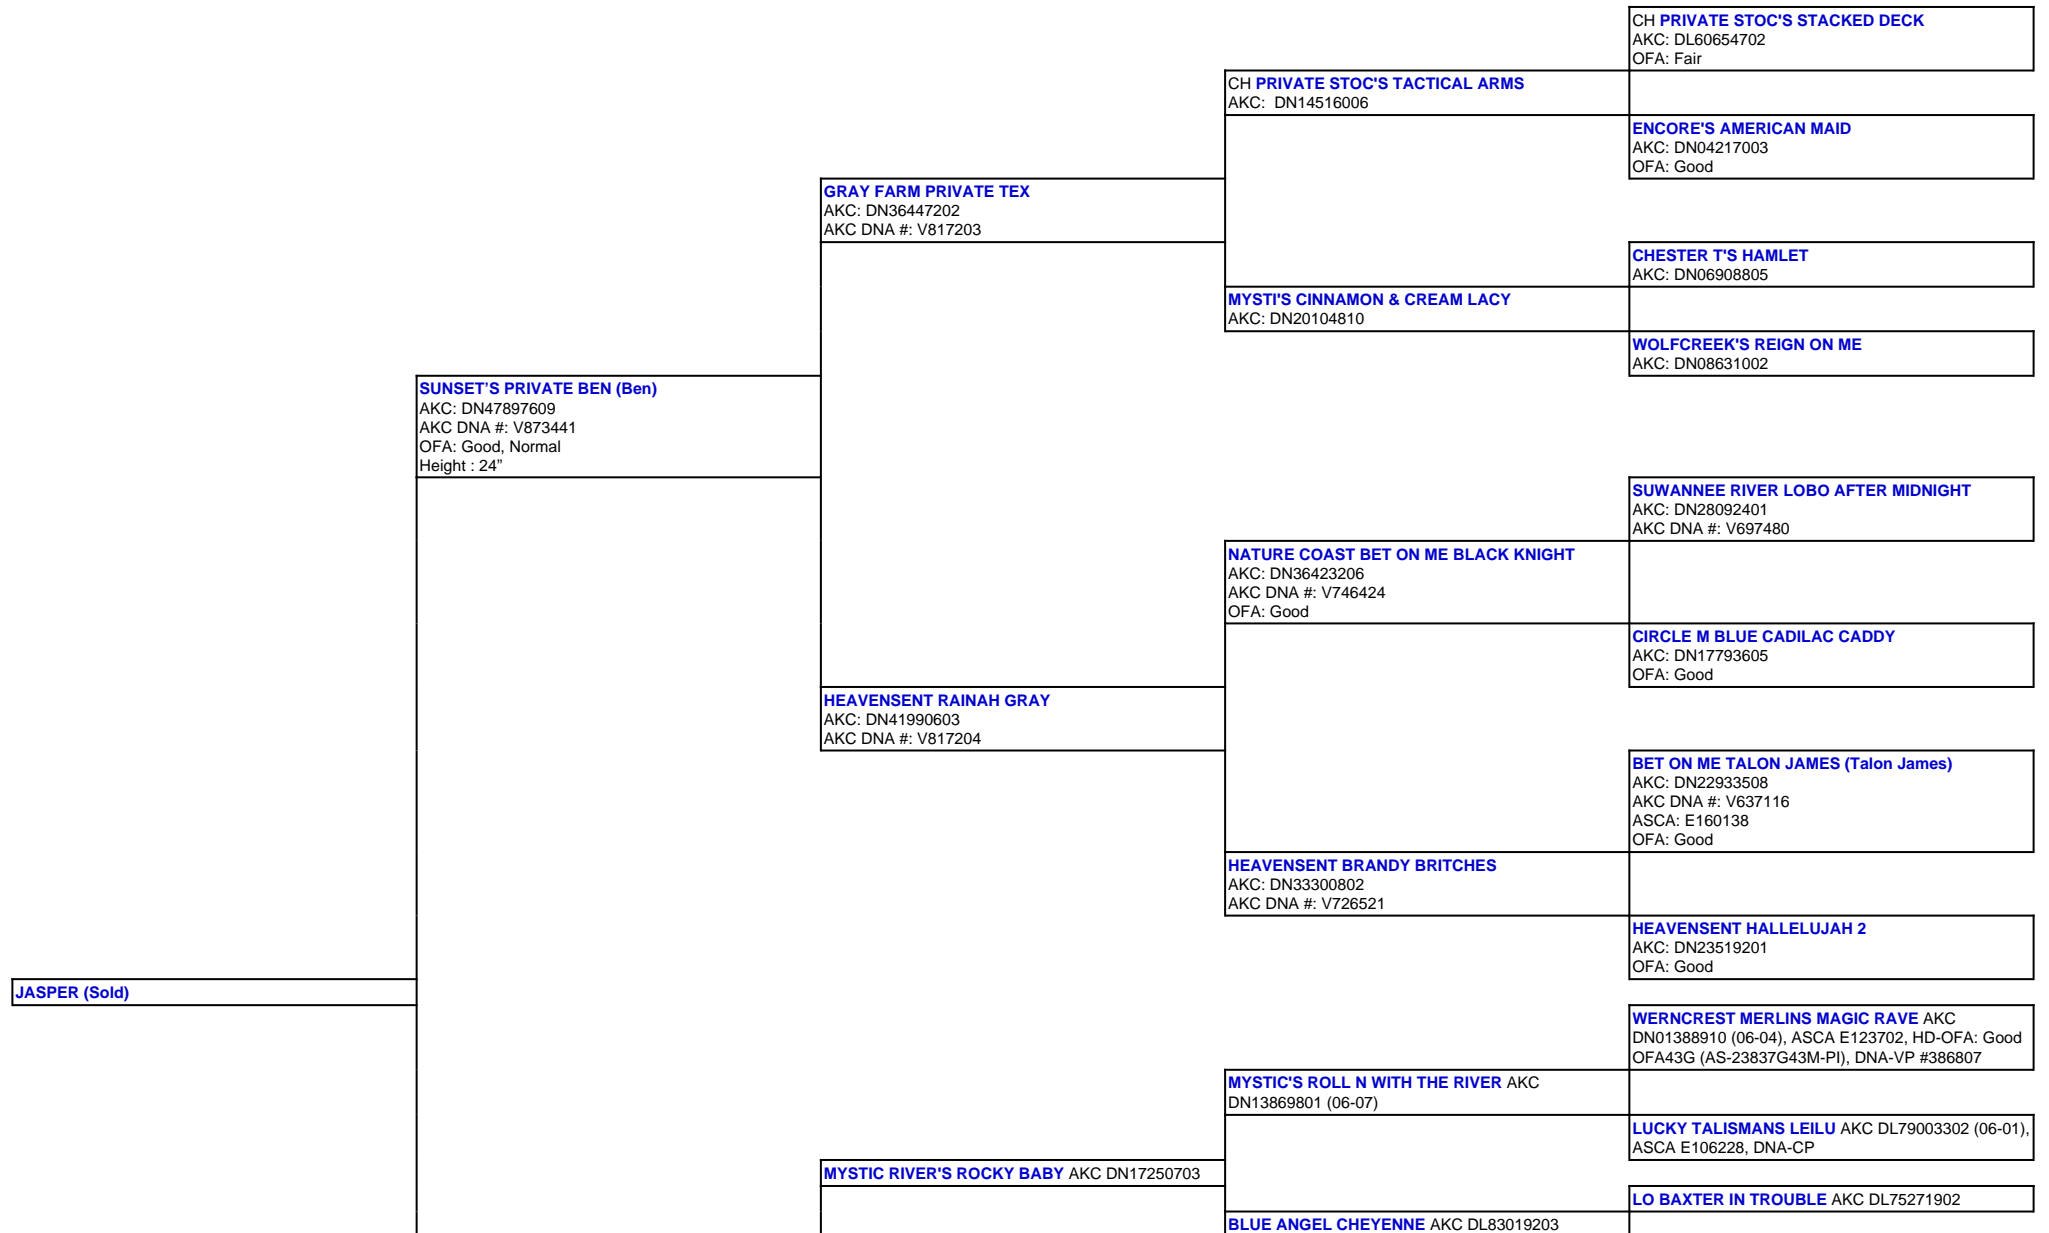 CH PRIVATE STOC'S STACKED DECK
AKC: DL60654702
OFA: Fair
CH PRIVATE STOC'S TACTICAL ARMS
AKC:  DN14516006
ENCORE'S AMERICAN MAID
AKC: DN04217003
OFA: Good
GRAY FARM PRIVATE TEX
AKC: DN36447202
AKC DNA #: V817203
CHESTER T'S HAMLET
AKC: DN06908805
MYSTI'S CINNAMON & CREAM LACY
AKC: DN20104810
WOLFCREEK'S REIGN ON ME
AKC: DN08631002
SUNSET’S PRIVATE BEN (Ben)
AKC: DN47897609
AKC DNA #: V873441
OFA: Good, Normal
Height : 24”
SUWANNEE RIVER LOBO AFTER MIDNIGHT
AKC: DN28092401
AKC DNA #: V697480
NATURE COAST BET ON ME BLACK KNIGHT
AKC: DN36423206
AKC DNA #: V746424
OFA: Good
CIRCLE M BLUE CADILAC CADDY
AKC: DN17793605
OFA: Good
HEAVENSENT RAINAH GRAY
AKC: DN41990603
AKC DNA #: V817204
BET ON ME TALON JAMES (Talon James)
AKC: DN22933508
AKC DNA #: V637116
ASCA: E160138
OFA: Good
HEAVENSENT BRANDY BRITCHES
AKC: DN33300802
AKC DNA #: V726521
HEAVENSENT HALLELUJAH 2
AKC: DN23519201
OFA: Good
JASPER (Sold)
WERNCREST MERLINS MAGIC RAVE AKC
DN01388910 (06-04), ASCA E123702, HD-OFA: Good
OFA43G (AS-23837G43M-PI), DNA-VP #386807
MYSTIC'S ROLL N WITH THE RIVER AKC
DN13869801 (06-07)
LUCKY TALISMANS LEILU AKC DL79003302 (06-01),
ASCA E106228, DNA-CP
MYSTIC RIVER'S ROCKY BABY AKC DN17250703
LO BAXTER IN TROUBLE AKC DL75271902
BLUE ANGEL CHEYENNE AKC DL83019203